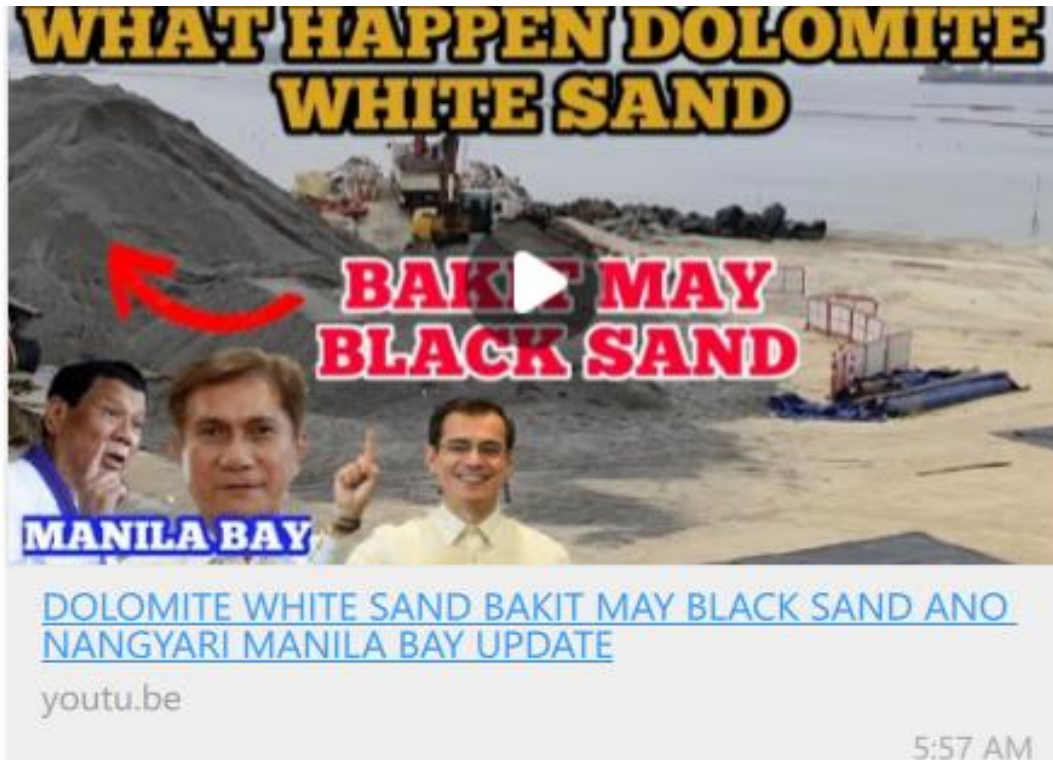 WHAT HAPPEN DOLOMITE
WHITE SAND
BAKIT MAY
BLACK SAND
MANILA BAY
DOLOMITE WHITE SAND BAKIT MAY BLACK SAND ANO
NANGYARI MANILA BAY UPDATE
youtu.be
5:57 AM